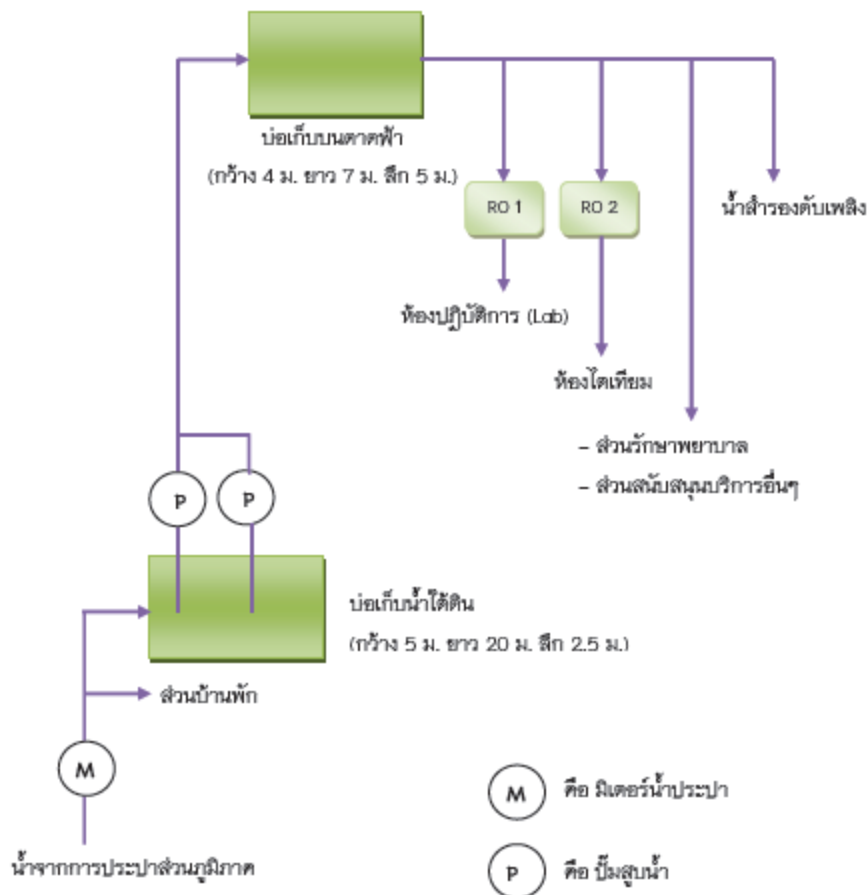 บ่อเก็บบนดาดฟ้า
(กว้าง 4 ม. ยาว 7 ม. ลึก 5 ม.)
RO 1
RO 2
น้ำสำรองดับเพลิง
ห้องปฏิบัติการ (Lab)
ห้องไตเทียม
- ส่วนรักษาพยาบาล
- ส่วนสนับสนุนบริการอื่นๆ
P
P
บ่อเก็บน้ำใต้ดิน
(กว้าง 5 ม. ยาว 20 ม. ลึก 2.5 ม.)
ส่วนบ้านพัก
M
น้ำจากการประปาส่วนภูมิภาค
M คือ มิเตอร์น้ำประปา
P คือ ปั๊มสูบน้ำ